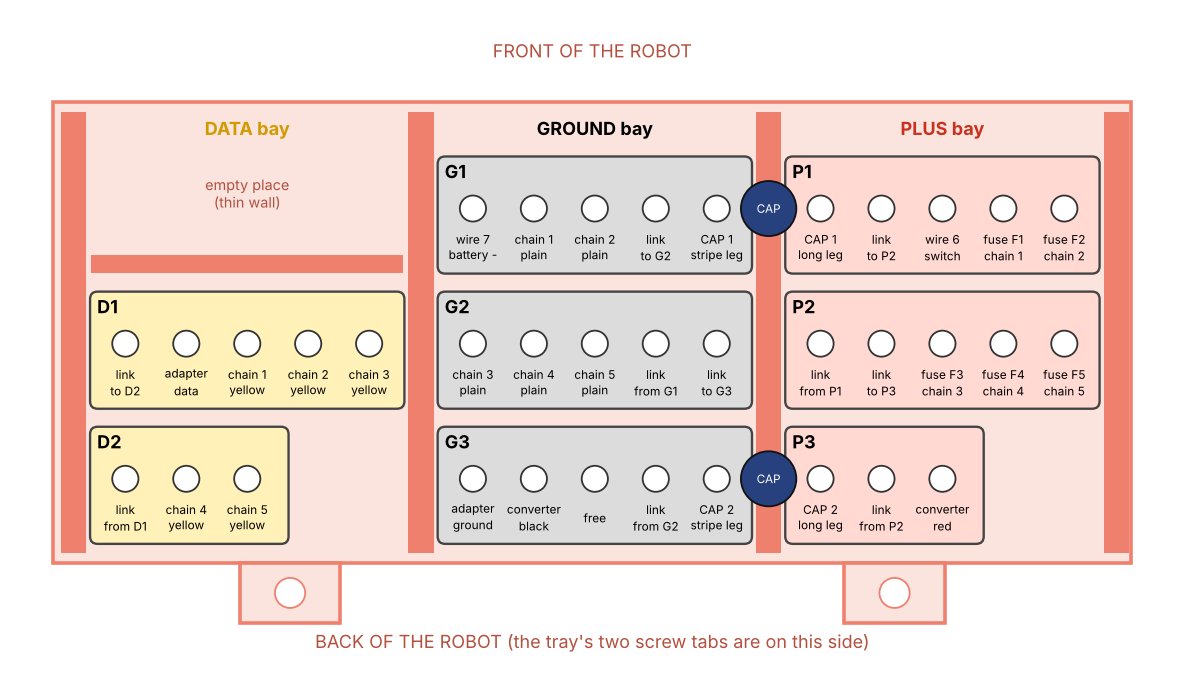 FRONT OF THE ROBOT
DATA bay
GROUND bay
PLUS bay
empty place
(thin wall)
G1
wire 7
battery -
chain 1
plain
chain 2
plain
link
to G2
CAP 1
stripe leg
CAP
P1
CAP 1
long leg
link
to P2
wire 6
switch
fuse F1
chain 1
fuse F2
chain 2
D1
link
to D2
adapter
data
chain 1
yellow
chain 2
yellow
chain 3
yellow
G2
chain 3
plain
chain 4
plain
chain 5
plain
link
from G1
link
to G3
P2
link
from P1
link
to P3
fuse F3
chain 3
fuse F4
chain 4
fuse F5
chain 5
D2
link
from D1
chain 4
yellow
chain 5
yellow
G3
adapter
ground
converter
black
free
link
from G2
CAP 2
stripe leg
CAP
P3
CAP 2
long leg
link
from P2
converter
red
BACK OF THE ROBOT (the tray's two screw tabs are on this side)